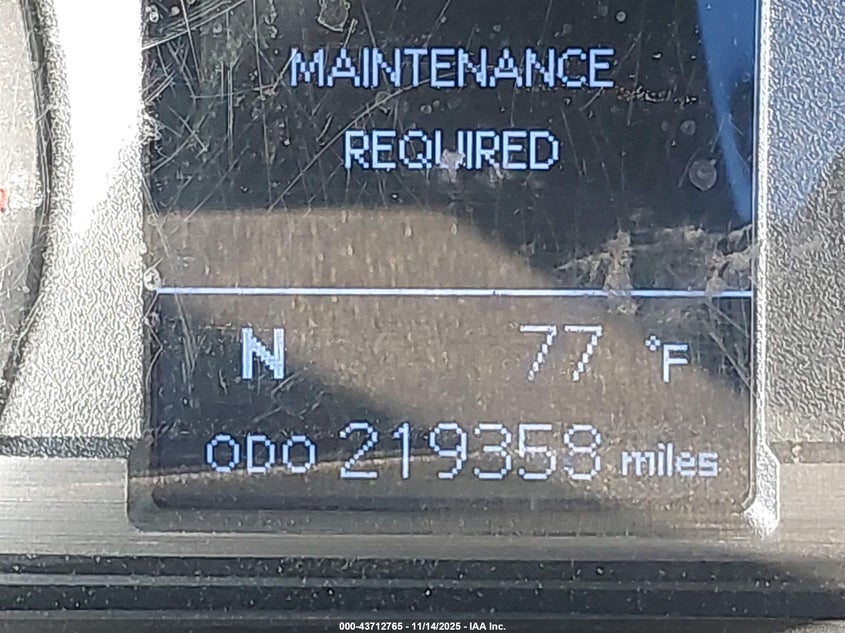 MAINTENANCE
REQUIRED
N 77 °F
ODO 219358 miles
000-43712765 - 11/14/2025 - IAA Inc.